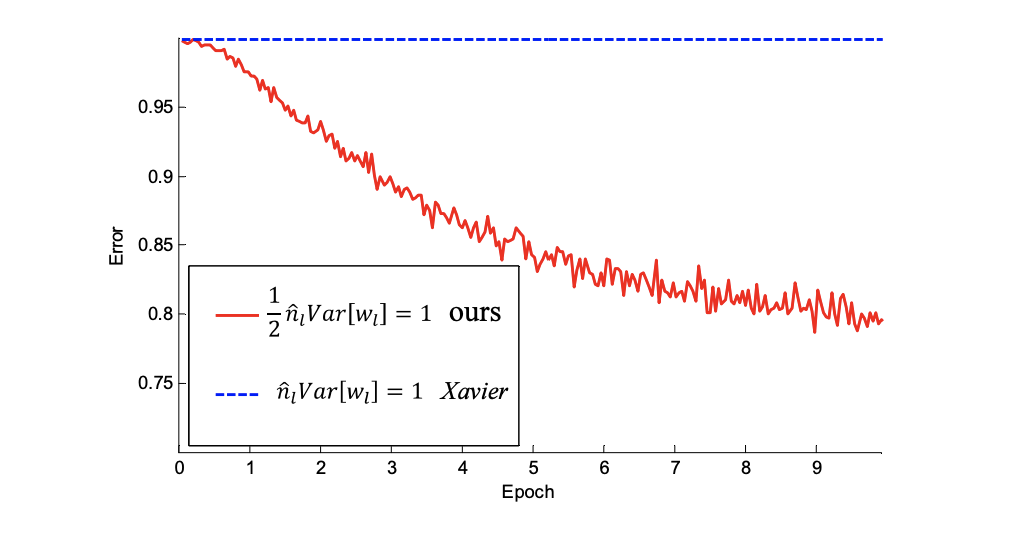 0.95
0.9
0.85
0.8
0.75
Error
½ n̂ₗVar[wₗ] = 1 ours
n̂ₗVar[wₗ] = 1 Xavier
0 1 2 3 4 5 6 7 8 9
Epoch